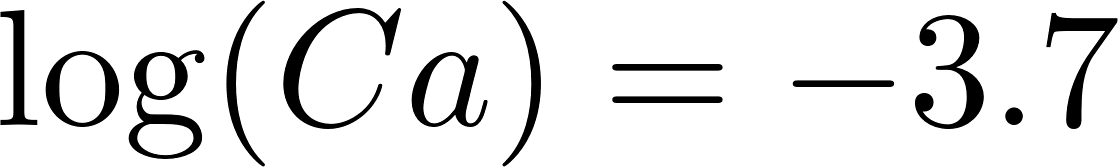 log(Ca) = −3.7